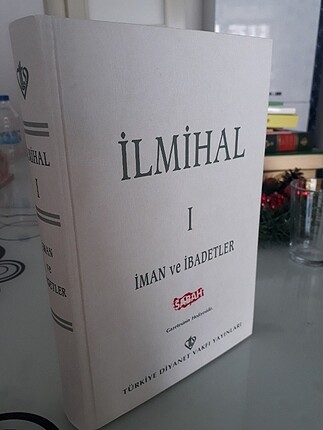 İLMİHAL
I
İMAN
ve
İBADETLER
İLMİHAL
I
İMAN ve İBADETLER
SABAH
Gazetesinin Hediyesidir
TÜRKİYE DİYANET VAKFI YAYINLARI